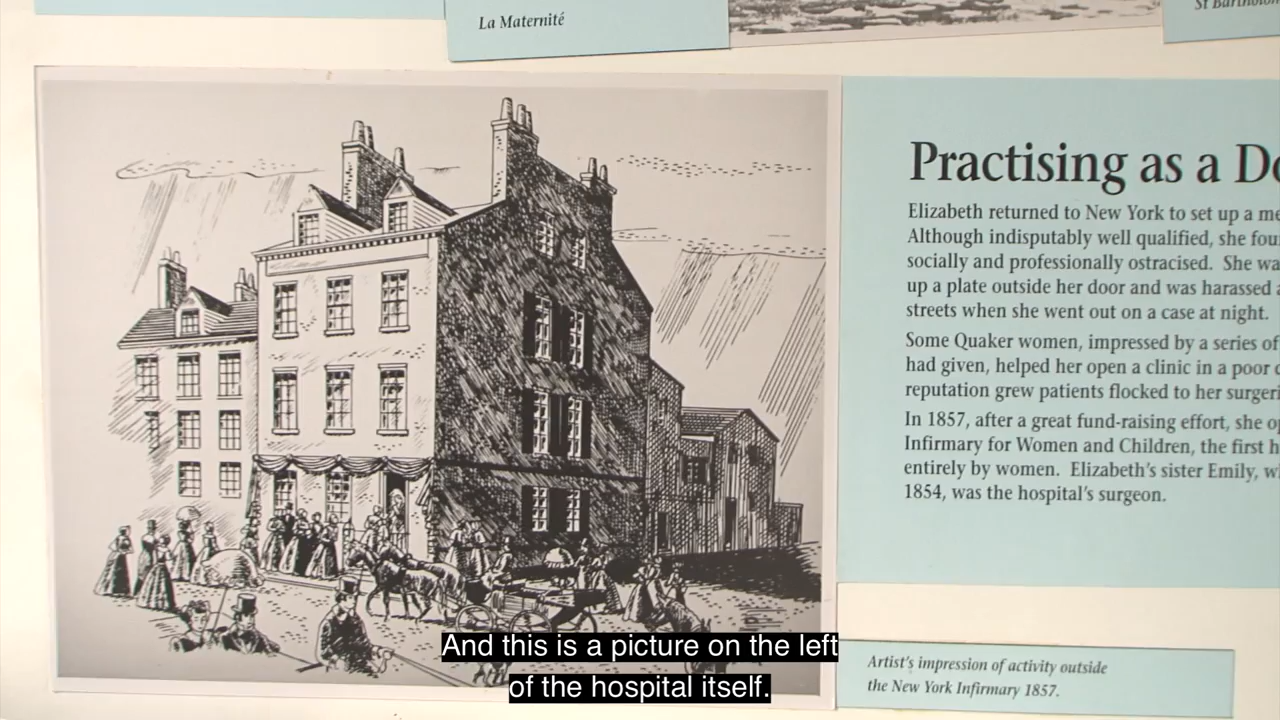 La Maternité
Practising as a
Elizabeth returned to New York to set up a
Although indisputably well qualified, she
socially and professionally ostracised. She
up a plate outside her door and was harassed
streets when she went out on a case at night.
Some Quaker women, impressed by a series of
had given, helped her open a clinic in a poor
reputation grew patients flocked to her
In 1857, after a great fund-raising effort, she
Infirmary for Women and Children, the first
entirely by women. Elizabeth's sister Emily,
1854, was the hospital's surgeon.
Artist's impression of activity outside
the New York Infirmary 1857.
And this is a picture on the left
of the hospital itself.